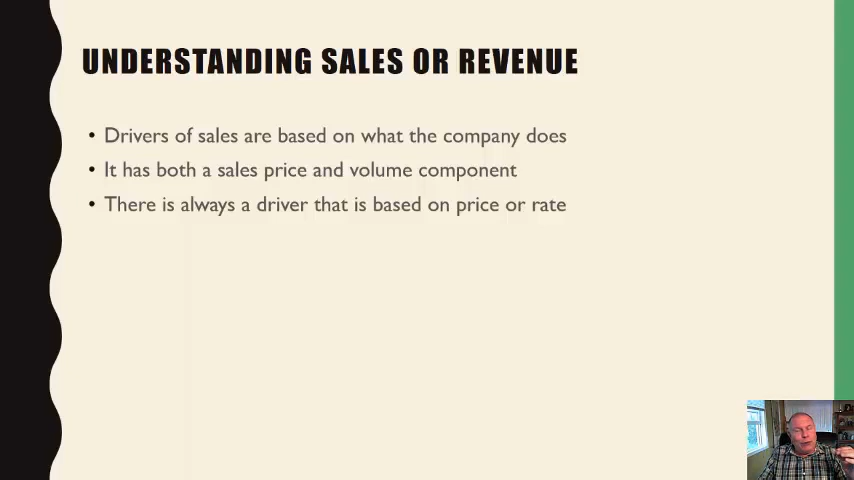 UNDERSTANDING SALES OR REVENUE
• Drivers of sales are based on what the company does
• It has both a sales price and volume component
• There is always a driver that is based on price or rate